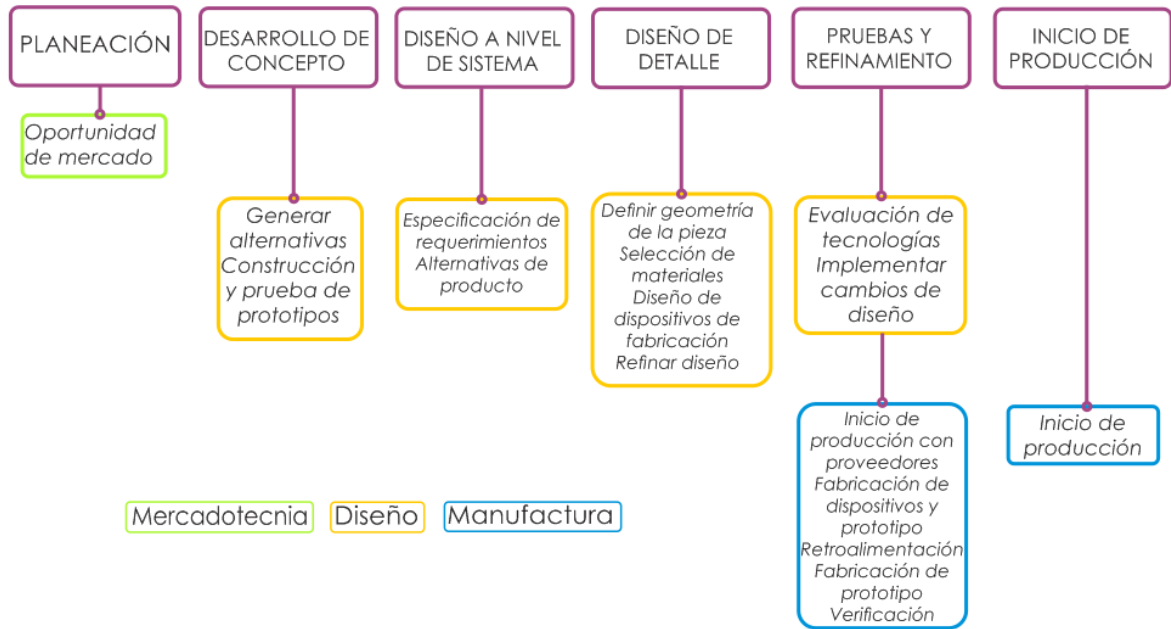 PLANEACIÓN
DESARROLLO DE
CONCEPTO
DISEÑO A NIVEL
DE SISTEMA
DISEÑO DE
DETALLE
PRUEBAS Y
REFINAMIENTO
INICIO DE
PRODUCCIÓN
Oportunidad
de mercado
Generar
alternativas
Construcción
y prueba de
prototipos
Especificación de
requerimientos
Alternativas de
producto
Definir geometría
de la pieza
Selección de
materiales
Diseño de
dispositivos de
fabricación
Refinar diseño
Evaluación de
tecnologías
Implementar
cambios de
diseño
Inicio de
producción con
proveedores
Fabricación de
dispositivos y
prototipo
Retroalimentación
Fabricación de
prototipo
Verificación
Inicio de
producción
Mercadotecnia
Diseño
Manufactura